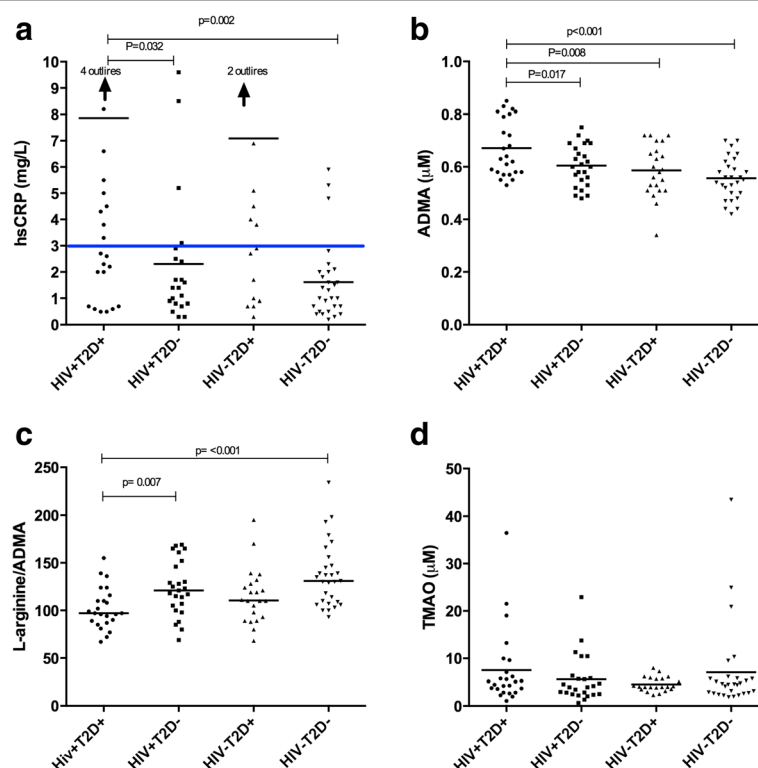 a
p=0.002
P=0.032
4 outlires
2 outlires
hsCRP (mg/L)
10
9
8
7
6
5
4
3
2
1
0
HIV+T2D+
HIV+T2D-
HIV-T2D+
HIV-T2D-
b
p<0.001
P=0.008
P=0.017
ADMA (μM)
1.0
0.8
0.6
0.4
0.2
0.0
HIV+T2D+
HIV+T2D-
HIV-T2D+
HIV-T2D-
c
p= <0.001
p= 0.007
L-arginine/ADMA
250
200
150
100
50
0
Hiv+T2D+
HIV+T2D-
HIV-T2D+
HIV-T2D-
d
TMAO (μM)
50
40
30
20
10
0
HIV+T2D+
HIV+T2D-
HIV-T2D+
HIV-T2D-